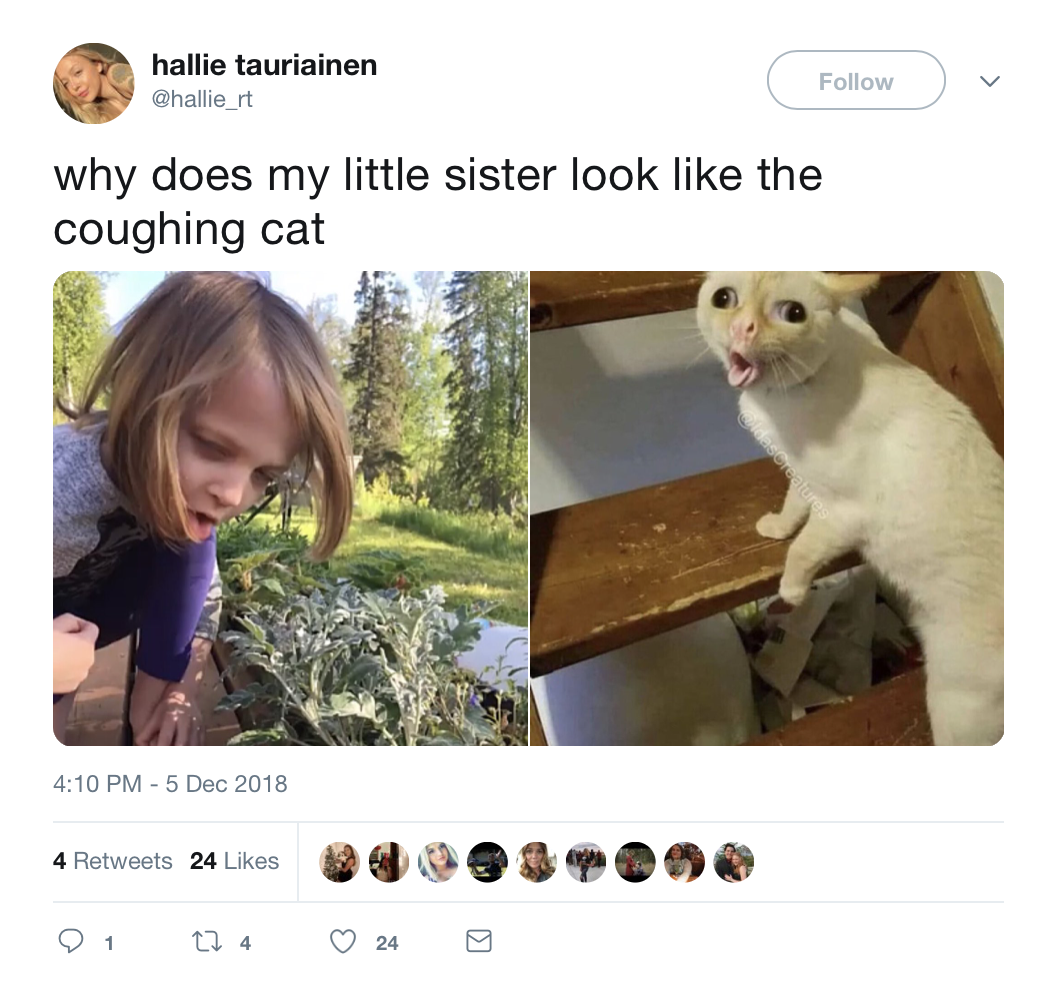 hallie tauriainen
@hallie_rt
Follow
why does my little sister look like the
coughing cat
@IdasCreatures
4:10 PM - 5 Dec 2018
4 Retweets 24 Likes
1 4 24